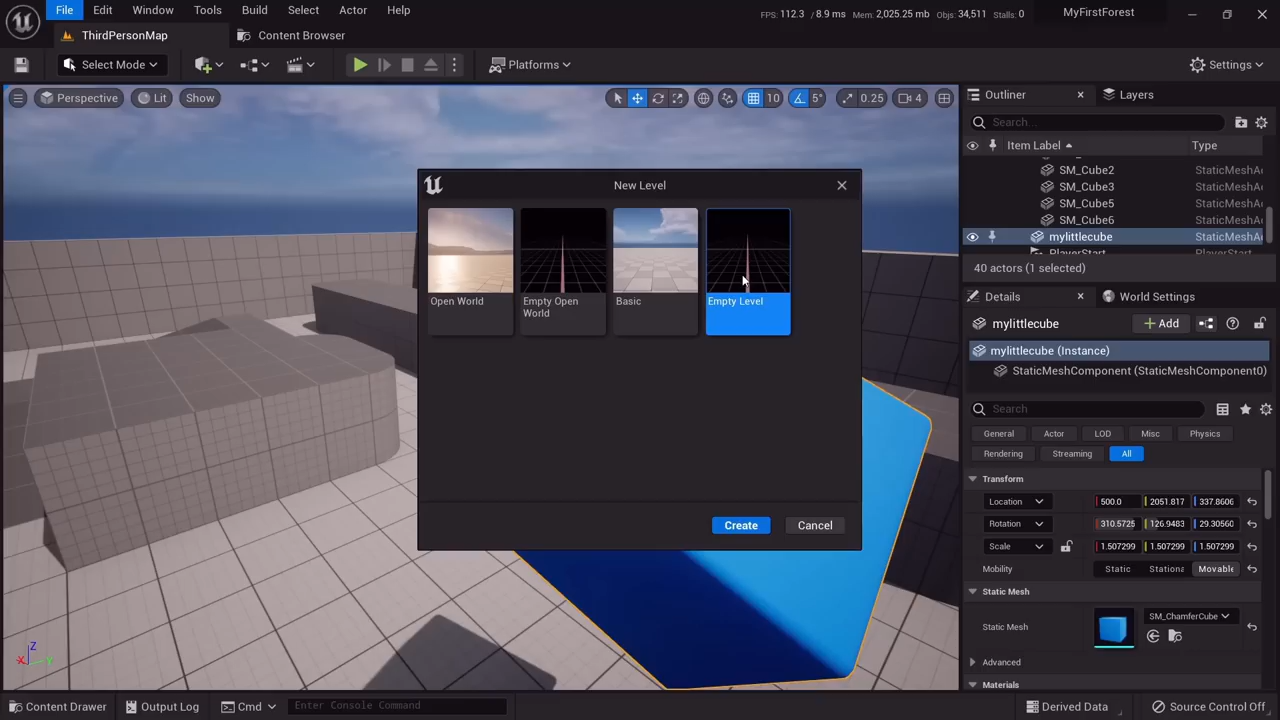 File Edit Window Tools Build Select Actor Help
FPS: 112.3 / 8.9 ms Mem: 2,025.25 mb Objs: 34,511 Stalls: 0
MyFirstForest
ThirdPersonMap
Content Browser
Select Mode
Platforms
Settings
Perspective
Lit
Show
10
5°
0.25
4
Outliner
Layers
Search...
Item Label
Type
SM_Cube2 StaticMeshA
SM_Cube3 StaticMeshA
SM_Cube5 StaticMeshA
SM_Cube6 StaticMeshA
mylittlecube StaticMeshA
PlayerStart
40 actors (1 selected)
New Level
Open World
Empty Open World
Basic
Empty Level
Create
Cancel
Details
World Settings
mylittlecube
Add
mylittlecube (Instance)
StaticMeshComponent (StaticMeshComponent0)
Search
General Actor LOD Misc Physics
Rendering Streaming All
Transform
Location 500.0 2051.817 337.8606
Rotation 310.5725 126.9483 29.30560
Scale 1.507299 1.507299 1.507299
Mobility Static Stationa Movable
Static Mesh
Static Mesh
SM_ChamferCube
Advanced
Materials
Z
X
Y
Content Drawer
Output Log
Cmd
Enter Console Command
Derived Data
Source Control Off